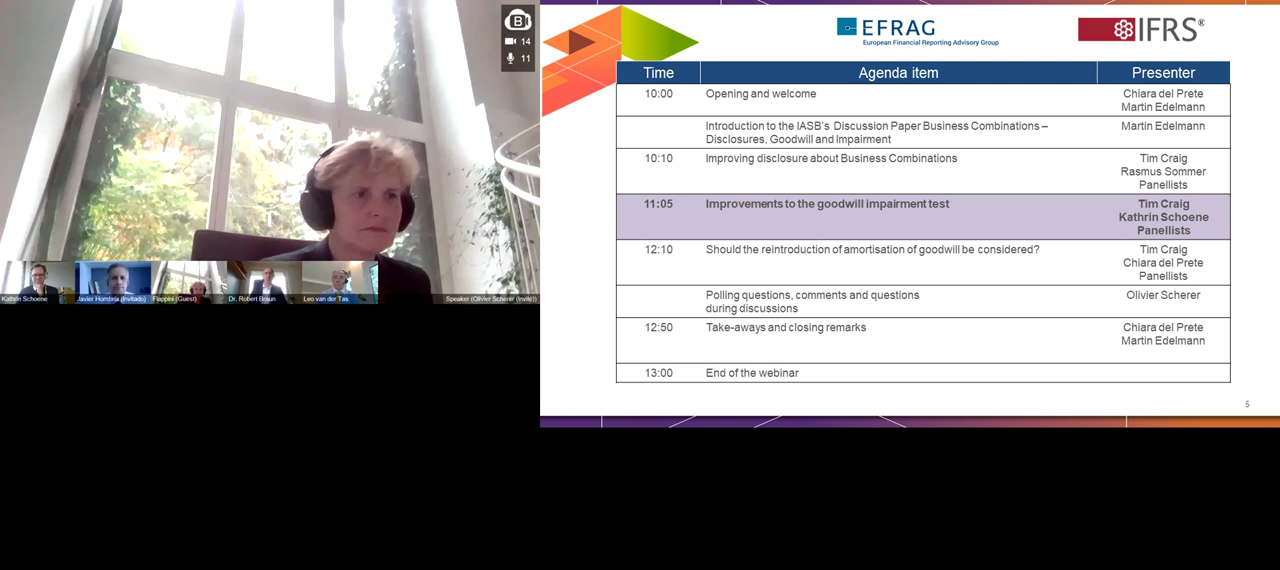 B
14
11
Kathrin Schoene
Javier Hombria (Invitado)
Flappini (Guest)
Dr. Robert Braun
Leo van der Tas
Speaker (Olivier Scherer (Invité))
EFRAG
European Financial Reporting Advisory Group
IFRS®
Time Agenda item Presenter
10:00 Opening and welcome Chiara del Prete
Martin Edelmann
Introduction to the IASB's Discussion Paper Business Combinations – Martin Edelmann
Disclosures, Goodwill and Impairment
10:10 Improving disclosure about Business Combinations Tim Craig
Rasmus Sommer
Panellists
11:05 Improvements to the goodwill impairment test Tim Craig
Kathrin Schoene
Panellists
12:10 Should the reintroduction of amortisation of goodwill be considered? Tim Craig
Chiara del Prete
Panellists
Polling questions, comments and questions Olivier Scherer
during discussions
12:50 Take-aways and closing remarks Chiara del Prete
Martin Edelmann
13:00 End of the webinar
5